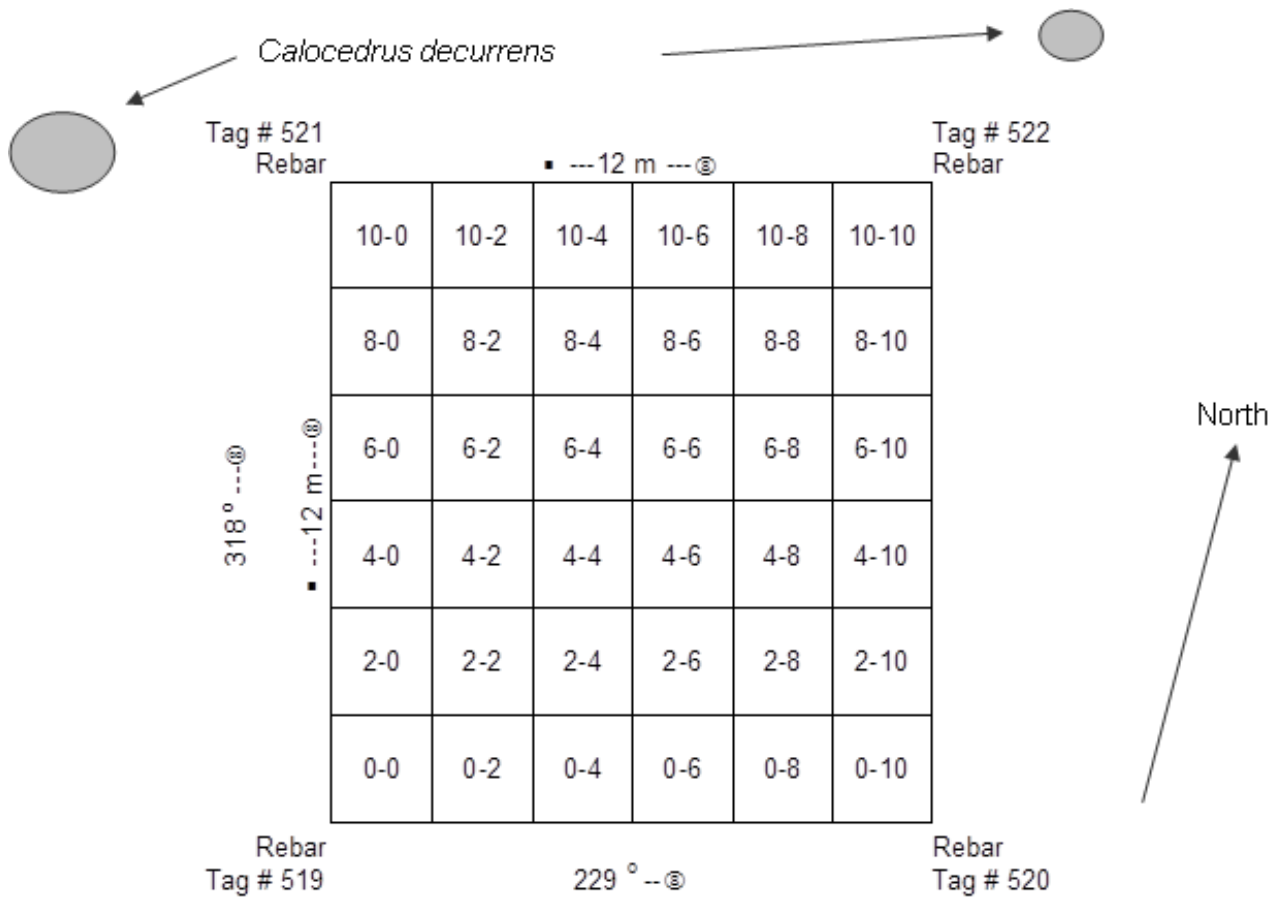 Calocedrus decurrens
Tag # 521
Rebar
Tag # 522
Rebar
▪ ---12 m ---®
10-0 10-2 10-4 10-6 10-8 10-10
8-0 8-2 8-4 8-6 8-8 8-10
6-0 6-2 6-4 6-6 6-8 6-10
4-0 4-2 4-4 4-6 4-8 4-10
2-0 2-2 2-4 2-6 2-8 2-10
0-0 0-2 0-4 0-6 0-8 0-10
318° ---®
▪ ---12 m---®
North
Rebar
Tag # 519
229 ° --®
Rebar
Tag # 520